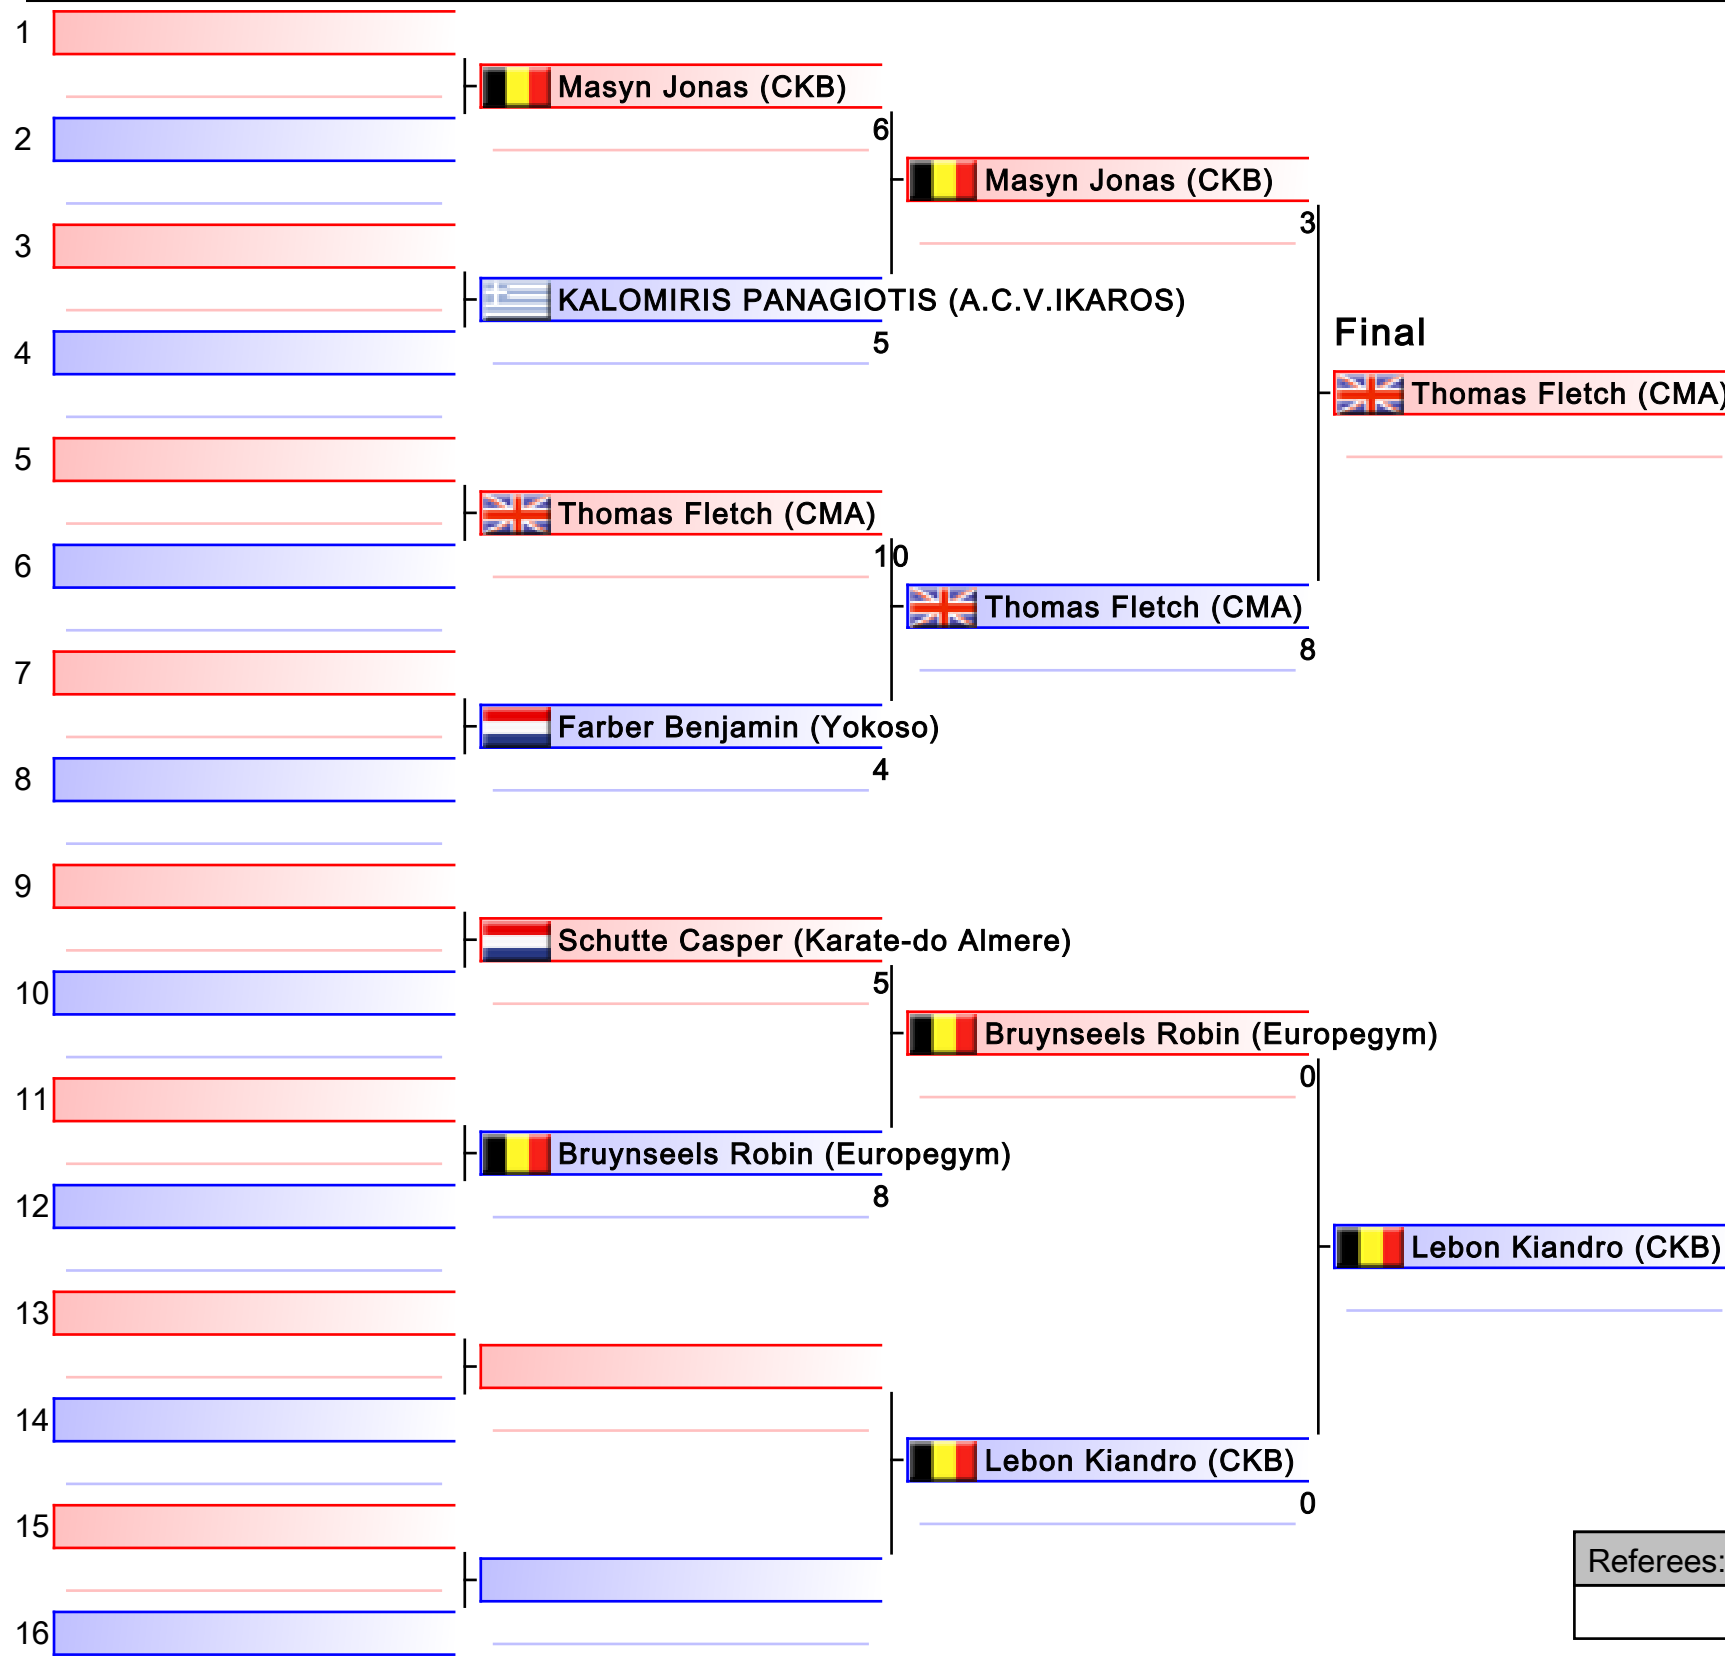 1
Masyn Jonas (CKB)
6
2
Masyn Jonas (CKB)
3
3
KALOMIRIS PANAGIOTIS (A.C.V.IKAROS)
5
4
Final
Thomas Fletch (CMA)
5
Thomas Fletch (CMA)
10
6
Thomas Fletch (CMA)
8
7
Farber Benjamin (Yokoso)
4
8
9
Schutte Casper (Karate-do Almere)
5
10
Bruynseels Robin (Europegym)
0
11
Bruynseels Robin (Europegym)
8
12
Lebon Kiandro (CKB)
13
14
Lebon Kiandro (CKB)
0
15
Referees:
16